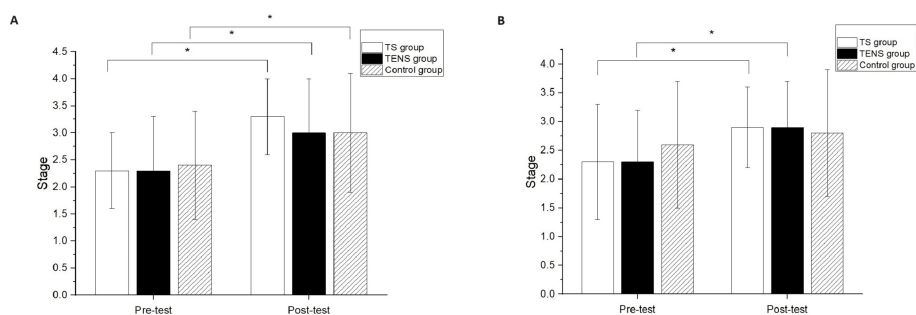 A
*
*
*
TS group
TENS group
Control group
4.5
4.0
3.5
3.0
2.5
2.0
1.5
1.0
0.5
0.0
Stage
Pre-test
Post-test
B
*
*
TS group
TENS group
Control group
4.0
3.5
3.0
2.5
2.0
1.5
1.0
0.5
0.0
Stage
Pre-test
Post-test